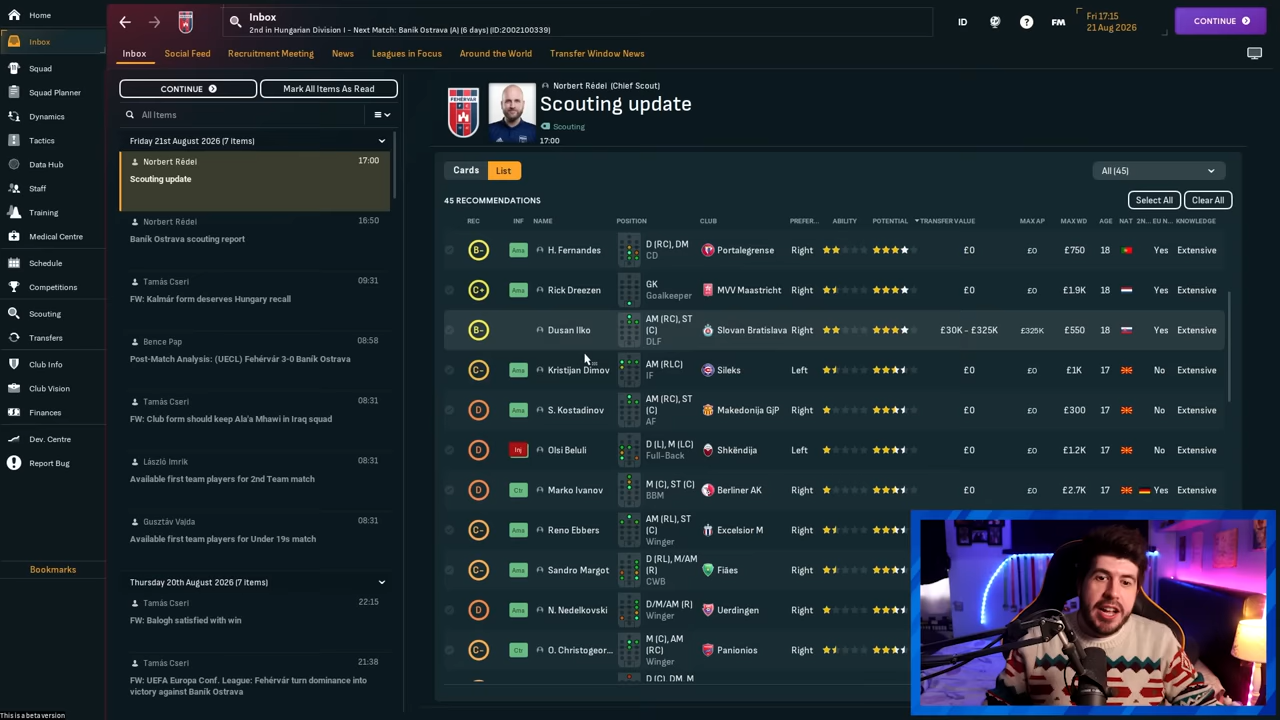 Home
Inbox
Squad
Squad Planner
Dynamics
Tactics
Data Hub
Staff
Training
Medical Centre
Schedule
Competitions
Scouting
Transfers
Club Info
Club Vision
Finances
Dev. Centre
Report Bug
Bookmarks
This is a beta version
Inbox
2nd in Hungarian Division I - Next Match: Baník Ostrava (A) (6 days) (ID:2002100339)
ID
FM
Fri 17:15
21 Aug 2026
CONTINUE
Inbox Social Feed Recruitment Meeting News Leagues in Focus Around the World Transfer Window News
CONTINUE
Mark All Items As Read
All Items
Friday 21st August 2026 (7 Items)
Norbert Rédei 17:00
Scouting update
Norbert Rédei 16:50
Baník Ostrava scouting report
Tamás Cseri 09:31
FW: Kalmár form deserves Hungary recall
Bence Pap 08:58
Post-Match Analysis: (UECL) Fehérvár 3-0 Baník Ostrava
Tamás Cseri 08:31
FW: Club form should keep Ala'a Mhawi in Iraq squad
László Imrik 08:31
Available first team players for 2nd Team match
Gusztáv Vajda 08:31
Available first team players for Under 19s match
Thursday 20th August 2026 (7 Items)
Tamás Cseri 22:15
FW: Balogh satisfied with win
Tamás Cseri 21:38
FW: UEFA Europa Conf. League: Fehérvár turn dominance into
victory against Baník Ostrava
FEHÉRVÁR
Norbert Rédei (Chief Scout)
Scouting update
Scouting
17:00
Cards List
All (45)
45 RECOMMENDATIONS
Select All
Clear All
REC INF NAME POSITION CLUB PREFER... ABILITY POTENTIAL TRANSFER VALUE MAX AP MAX WD AGE NAT 2N... EU N... KNOWLEDGE
B- Ama H. Fernandes D (RC), DM Portalegrense Right £0 £0 £750 18 Yes Extensive
CD
C+ Ama Rick Dreezen GK MVV Maastricht Right £0 £0 £1.9K 18 Yes Extensive
Goalkeeper
B- Dusan Ilko AM (RC), ST Slovan Bratislava Right £30K - £325K £325K £550 18 Yes Extensive
(C)
DLF
C- Ama Kristijan Dimov AM (RLC) Sileks Left £0 £0 £1K 17 No Extensive
IF
D Ama S. Kostadinov AM (RC), ST Makedonija GjP Right £0 £0 £300 17 No Extensive
(C)
AF
D Inj Olsi Beluli D (L), M (LC) Shkëndija Left £0 £0 £1.2K 17 No Extensive
Full-Back
D Ctr Marko Ivanov M (C), ST (C) Berliner AK Right £0 £0 £2.7K 17 Yes Extensive
BBM
C- Ama Reno Ebbers AM (RL), ST Excelsior M Right
(C)
Winger
C- Ama Sandro Margot D (RL), M/AM Fiães Right
(R)
CWB
D Ama N. Nedelkovski D/M/AM (R) Uerdingen Right
Winger
C- Ctr O. Christogeor... M (C), AM Panionios Right
(RC)
Winger
D (C), DM, M